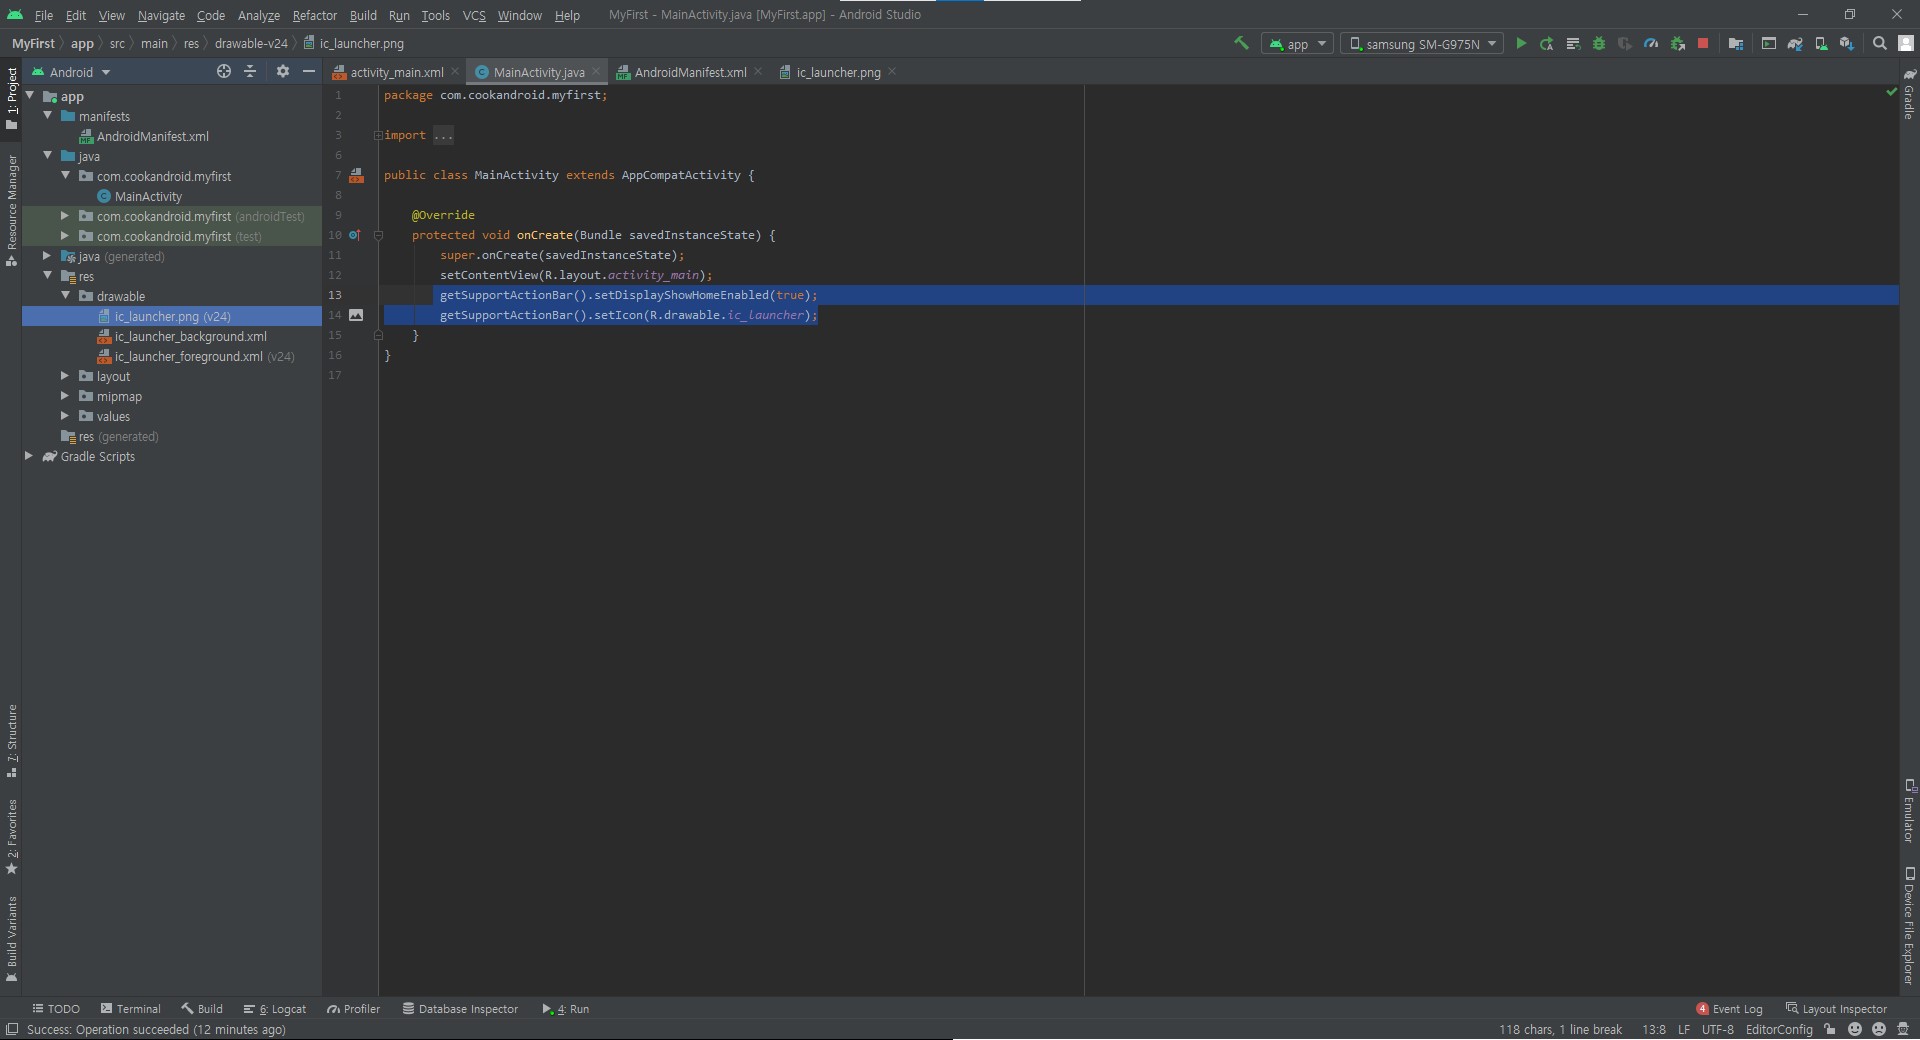 File Edit View Navigate Code Analyze Refactor Build Run Tools VCS Window Help MyFirst - MainActivity.java [MyFirst.app] - Android Studio
MyFirst app src main res drawable-v24 ic_launcher.png app samsung SM-G975N
Android activity_main.xml MainActivity.java AndroidManifest.xml ic_launcher.png
1: Project
Resource Manager
7: Structure
2: Favorites
Build Variants
app
manifests
AndroidManifest.xml
java
com.cookandroid.myfirst
MainActivity
com.cookandroid.myfirst (androidTest)
com.cookandroid.myfirst (test)
java (generated)
res
drawable
ic_launcher.png (v24)
ic_launcher_background.xml
ic_launcher_foreground.xml (v24)
layout
mipmap
values
res (generated)
Gradle Scripts
1 package com.cookandroid.myfirst;
2
3 import ...
6
7 public class MainActivity extends AppCompatActivity {
8
9 @Override
10 protected void onCreate(Bundle savedInstanceState) {
11 super.onCreate(savedInstanceState);
12 setContentView(R.layout.activity_main);
13 getSupportActionBar().setDisplayShowHomeEnabled(true);
14 getSupportActionBar().setIcon(R.drawable.ic_launcher);
15 }
16 }
17
Gradle
Emulator
Device File Explorer
TODO Terminal Build 6: Logcat Profiler Database Inspector 4: Run 4 Event Log Layout Inspector
Success: Operation succeeded (12 minutes ago) 118 chars, 1 line break 13:8 LF UTF-8 EditorConfig